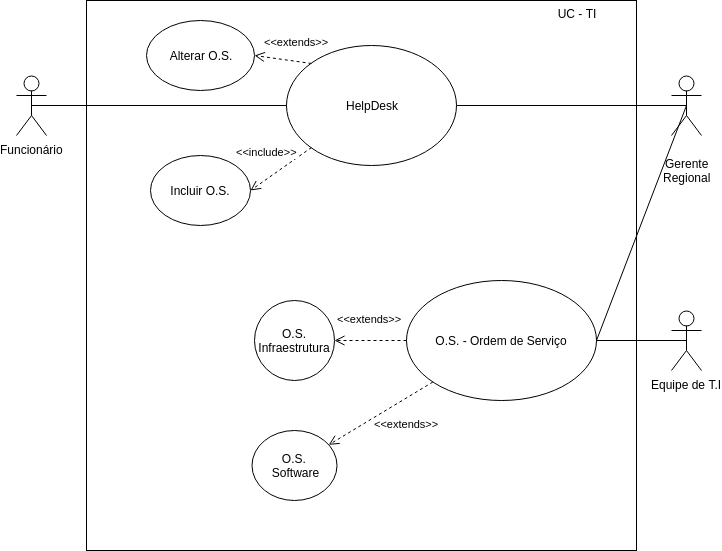 UC - TI
Alterar O.S.
<<extends>>
HelpDesk
Funcionário
Gerente
Regional
<<include>>
Incluir O.S.
<<extends>>
O.S.
Infraestrutura
O.S. - Ordem de Serviço
Equipe de T.I
<<extends>>
O.S.
Software